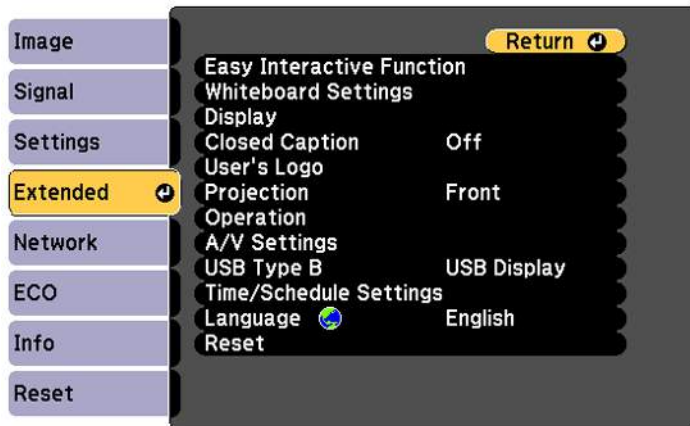 Image
Signal
Settings
Extended
Network
ECO
Info
Reset
Return
Easy Interactive Function
Whiteboard Settings
Display
Closed Caption Off
User's Logo
Projection Front
Operation
A/V Settings
USB Type B USB Display
Time/Schedule Settings
Language English
Reset